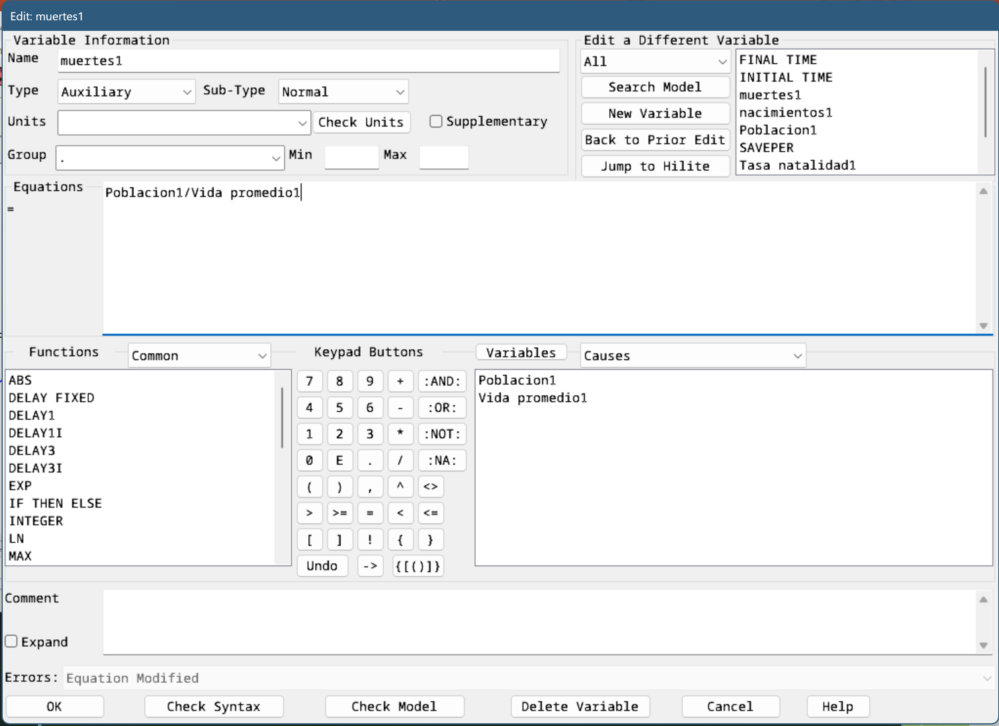 Edit: muertes1
Variable Information
Name muertes1
Type Auxiliary Sub-Type Normal
Units Check Units Supplementary
Group . Min Max
Edit a Different Variable
All
Search Model
New Variable
Back to Prior Edit
Jump to Hilite
FINAL TIME
INITIAL TIME
muertes1
nacimientos1
Poblacion1
SAVEPER
Tasa natalidad1
Equations
=
Poblacion1/Vida promedio1
Functions Common
ABS
DELAY FIXED
DELAY1
DELAY1I
DELAY3
DELAY3I
EXP
IF THEN ELSE
INTEGER
LN
MAX
Keypad Buttons
7 8 9 + :AND:
4 5 6 - :OR:
1 2 3 * :NOT:
0 E . / :NA:
( ) , ^ <>
> >= = < <=
[ ] ! { }
Undo -> {[()]}
Variables Causes
Poblacion1
Vida promedio1
Comment
Expand
Errors: Equation Modified
OK Check Syntax Check Model Delete Variable Cancel Help